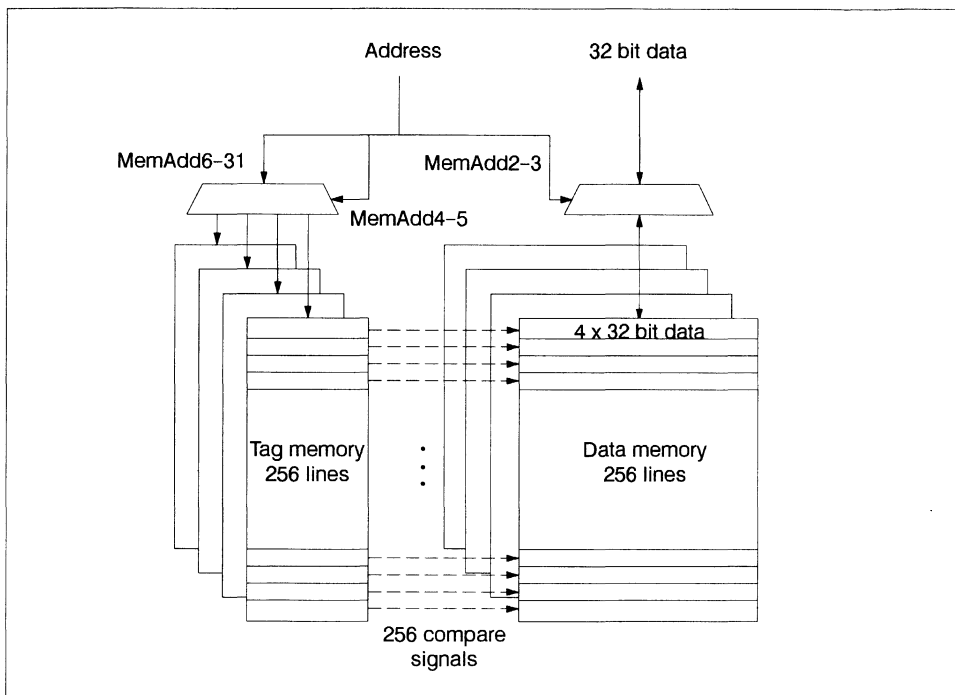 Address
32 bit data
MemAdd6–31
MemAdd2–3
MemAdd4–5
4 x 32 bit data
Tag memory
256 lines
Data memory
256 lines
256 compare
signals